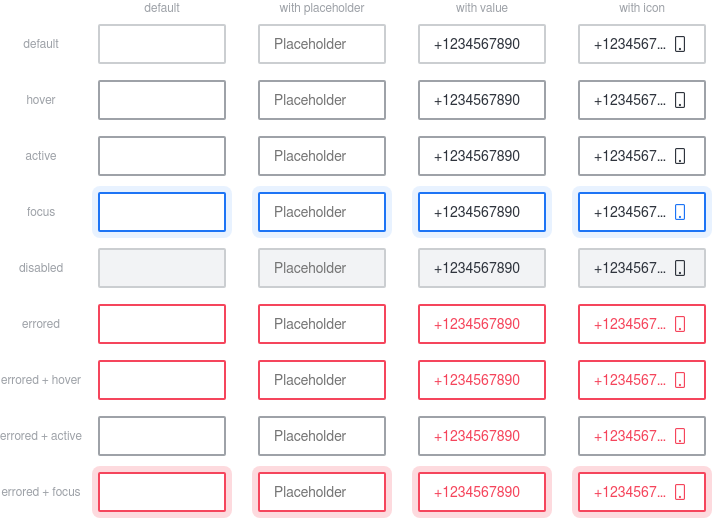 default with placeholder with value with icon
default Placeholder +1234567890 +1234567...
hover Placeholder +1234567890 +1234567...
active Placeholder +1234567890 +1234567...
focus Placeholder +1234567890 +1234567...
disabled Placeholder +1234567890 +1234567...
errored Placeholder +1234567890 +1234567...
errored + hover Placeholder +1234567890 +1234567...
errored + active Placeholder +1234567890 +1234567...
errored + focus Placeholder +1234567890 +1234567...